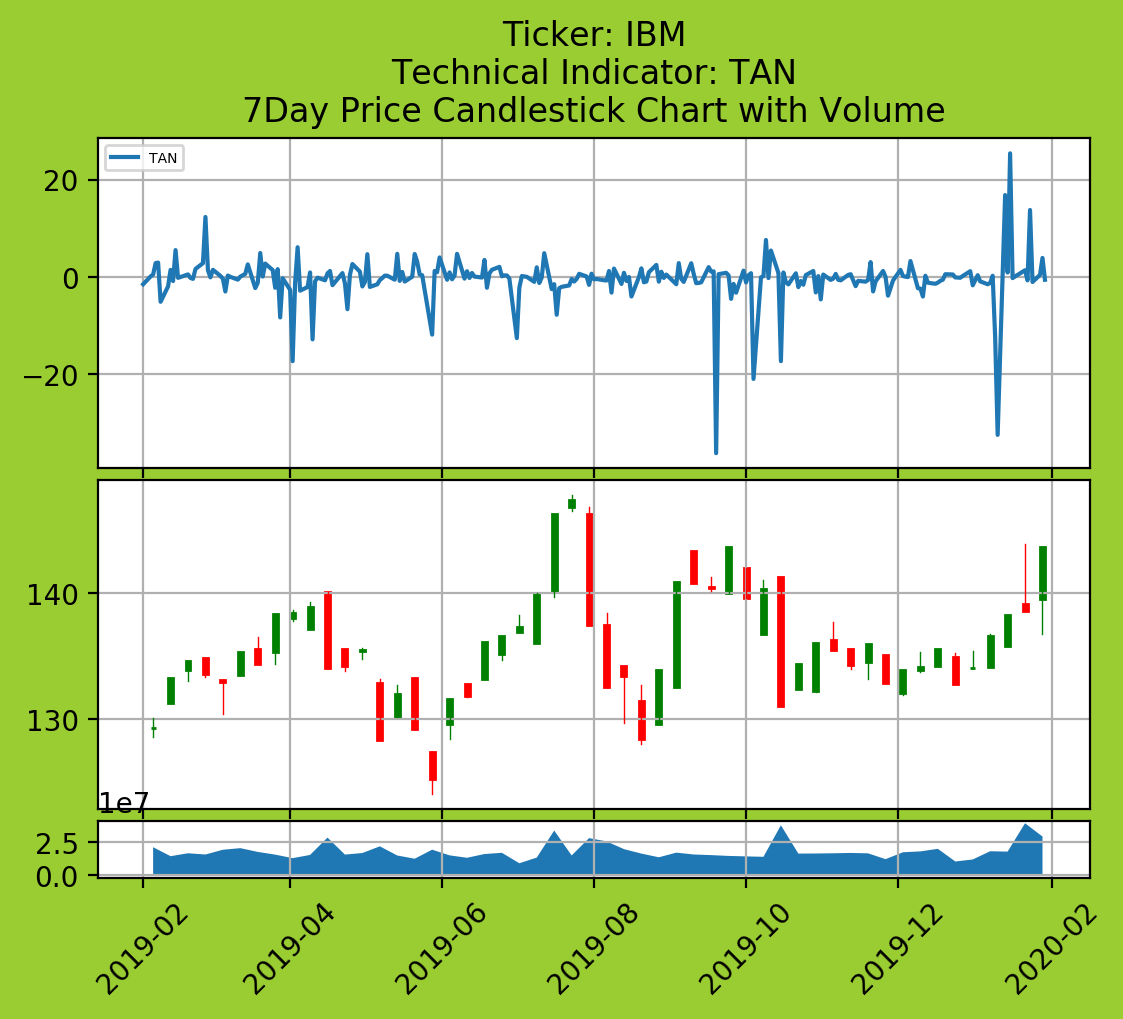 Ticker: IBM
Technical Indicator: TAN
7Day Price Candlestick Chart with Volume
TAN
20
0
−20
140
130
1e7
2.5
0.0
2019-02
2019-04
2019-06
2019-08
2019-10
2019-12
2020-02